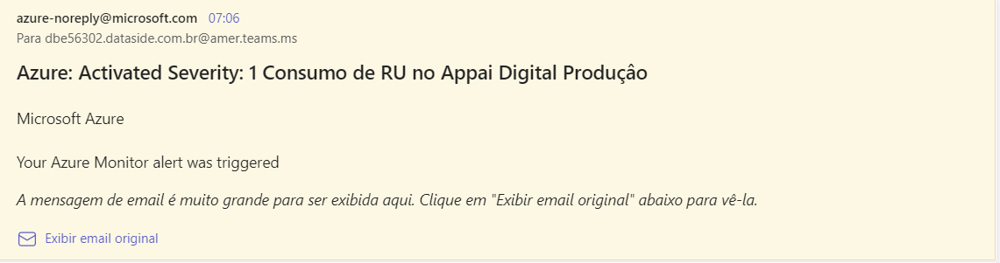 azure-noreply@microsoft.com 07:06
Para dbe56302.dataside.com.br@amer.teams.ms
Azure: Activated Severity: 1 Consumo de RU no Appai Digital Produçâo
Microsoft Azure
Your Azure Monitor alert was triggered
A mensagem de email é muito grande para ser exibida aqui. Clique em "Exibir email original" abaixo para vê-la.
Exibir email original